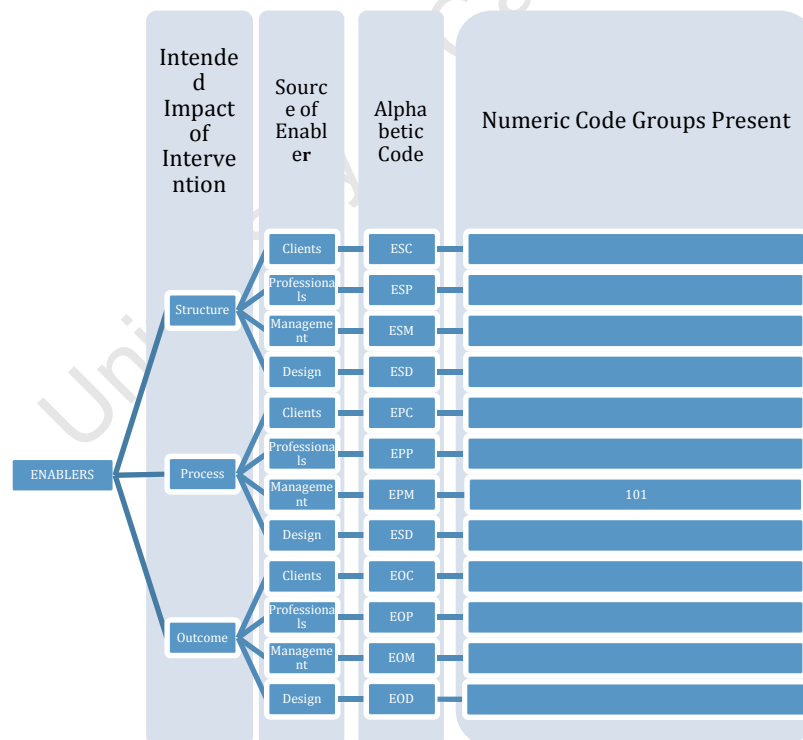 Intende
d
Impact
of
Interve
ntion
Sourc
e of
Enabl
er
Alpha
betic
Code
Numeric Code Groups Present
ENABLERS
Structure
Clients
ESC
Professiona
ls
ESP
Manageme
nt
ESM
Design
ESD
Process
Clients
EPC
Professiona
ls
EPP
Manageme
nt
EPM
101
Design
ESD
Outcome
Clients
EOC
Professiona
ls
EOP
Manageme
nt
EOM
Design
EOD